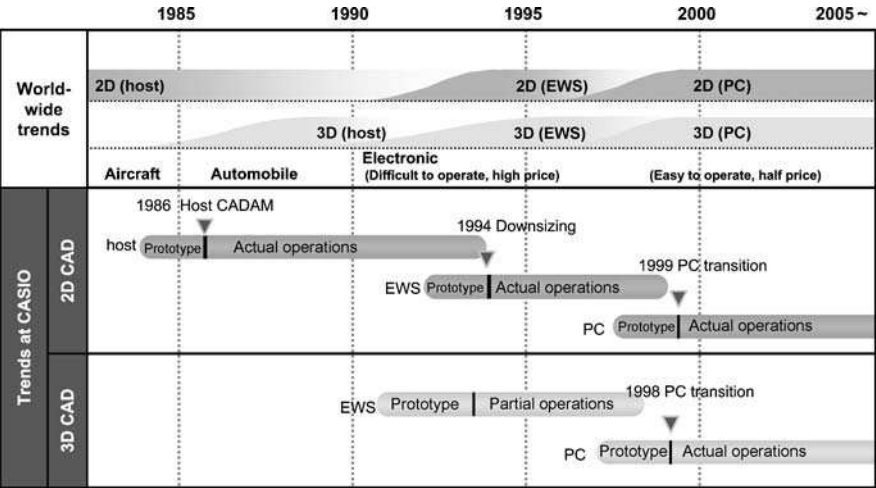 1985 1990 1995 2000 2005~
World-
wide
trends
2D (host) 2D (EWS) 2D (PC)
3D (host) 3D (EWS) 3D (PC)
Electronic
Aircraft Automobile (Difficult to operate, high price) (Easy to operate, half price)
Trends at CASIO
2D CAD
1986 Host CADAM
host Prototype Actual operations
1994 Downsizing
EWS Prototype Actual operations
1999 PC transition
PC Prototype Actual operations
3D CAD
EWS Prototype Partial operations
1998 PC transition
PC Prototype Actual operations